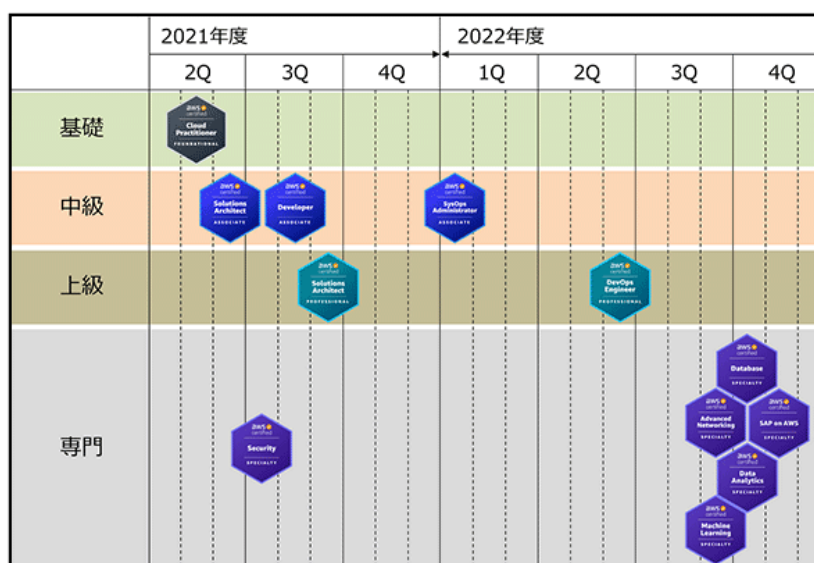 2021年度
2022年度
2Q
3Q
4Q
1Q
2Q
3Q
4Q
基礎
aws
certified
Cloud
Practitioner
FOUNDATIONAL
中級
aws
certified
Solutions
Architect
ASSOCIATE
aws
certified
Developer
ASSOCIATE
aws
certified
SysOps
Administrator
ASSOCIATE
上級
aws
certified
Solutions
Architect
PROFESSIONAL
aws
certified
DevOps
Engineer
PROFESSIONAL
専門
aws
certified
Security
SPECIALTY
aws
certified
Database
SPECIALTY
aws
certified
Advanced
Networking
SPECIALTY
aws
certified
SAP on AWS
SPECIALTY
aws
certified
Data
Analytics
SPECIALTY
aws
certified
Machine
Learning
SPECIALTY